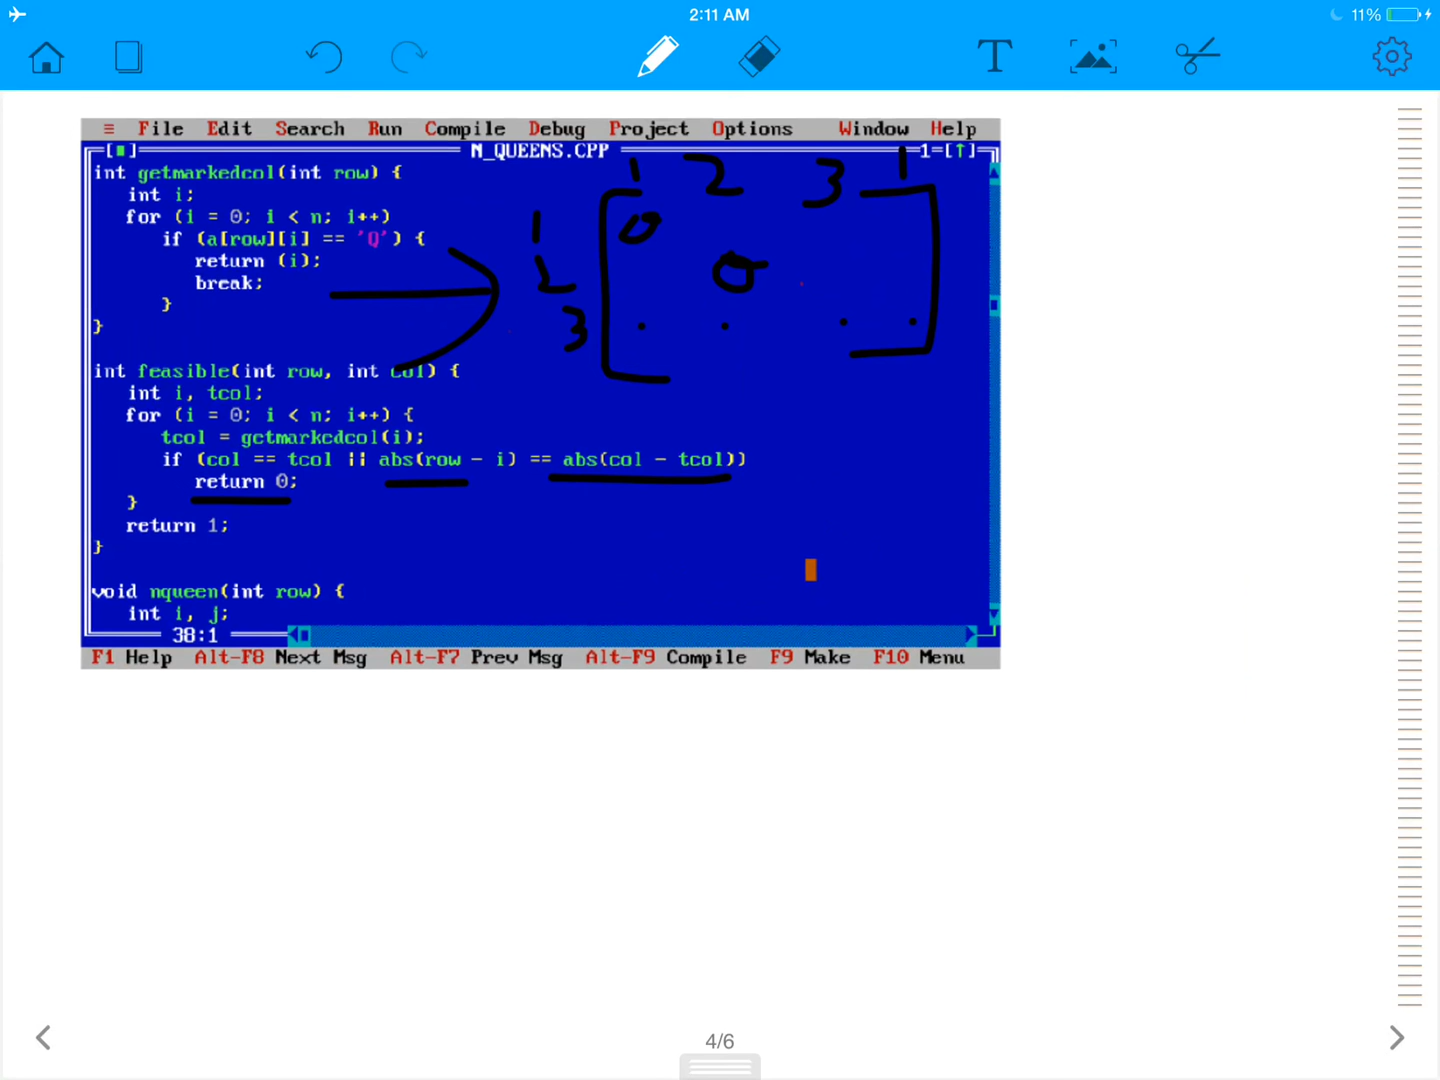 2:11 AM
11%
T
≡ File Edit Search Run Compile Debug Project Options Window Help
[■] N_QUEENS.CPP 1=[↑]
int getmarkedcol(int row) {
int i;
for (i = 0; i < n; i++)
if (a[row][i] == 'Q') {
return (i);
break;
}
}
int feasible(int row, int col) {
int i, tcol;
for (i = 0; i < n; i++) {
tcol = getmarkedcol(i);
if (col == tcol || abs(row - i) == abs(col - tcol))
return 0;
}
return 1;
}
void nqueen(int row) {
int i, j;
38:1
F1 Help Alt-F8 Next Msg Alt-F7 Prev Msg Alt-F9 Compile F9 Make F10 Menu
1 2 3 1
1
2
3
4/6